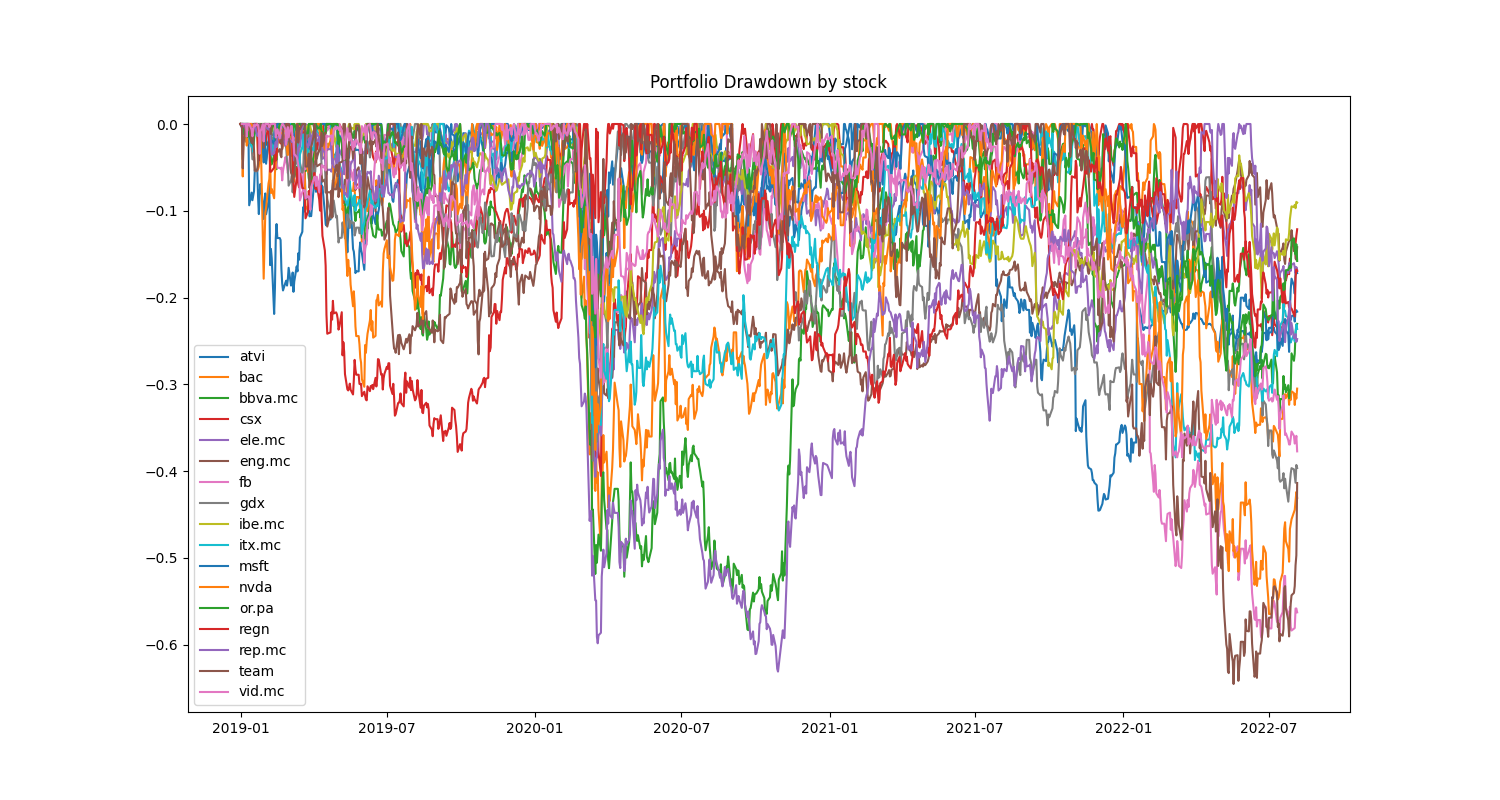 Portfolio Drawdown by stock
0.0
−0.1
−0.2
−0.3
−0.4
−0.5
−0.6
atvi
bac
bbva.mc
csx
ele.mc
eng.mc
fb
gdx
ibe.mc
itx.mc
msft
nvda
or.pa
regn
rep.mc
team
vid.mc
2019-01 2019-07 2020-01 2020-07 2021-01 2021-07 2022-01 2022-07